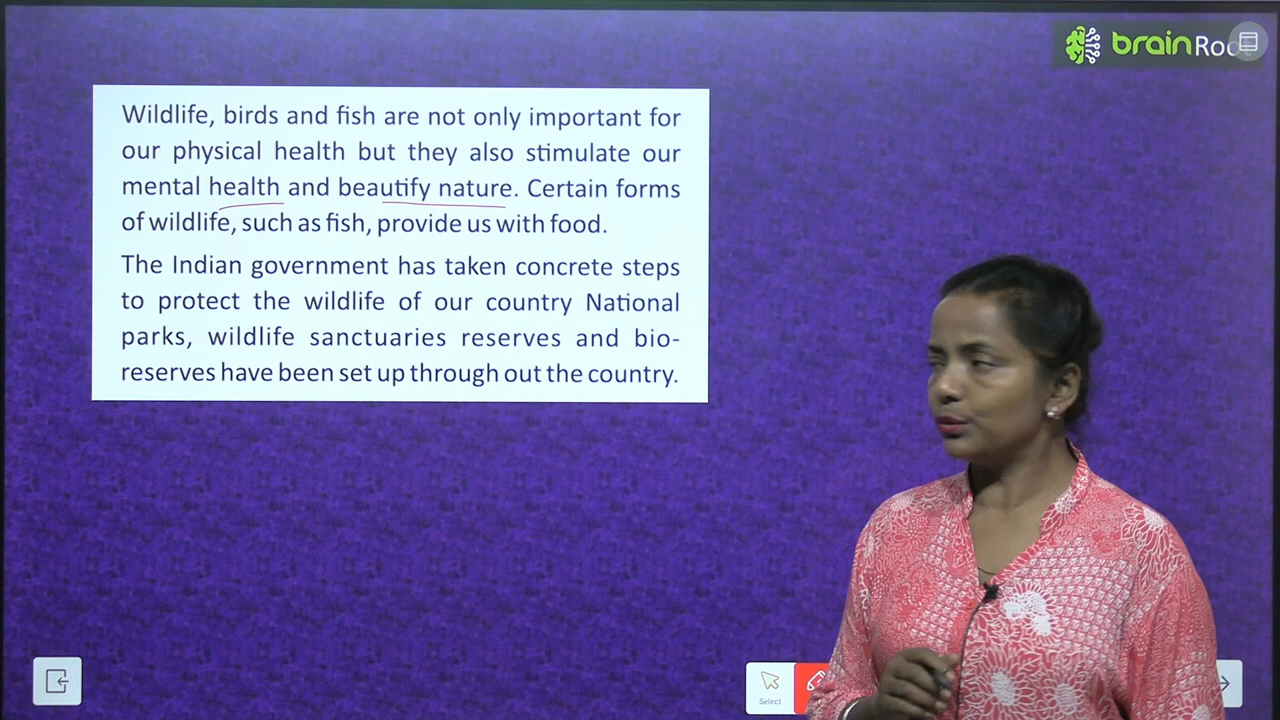 brainRoot
Wildlife, birds and fish are not only important for
our physical health but they also stimulate our
mental health and beautify nature. Certain forms
of wildlife, such as fish, provide us with food.
The Indian government has taken concrete steps
to protect the wildlife of our country National
parks, wildlife sanctuaries reserves and bio-
reserves have been set up through out the country.
Select